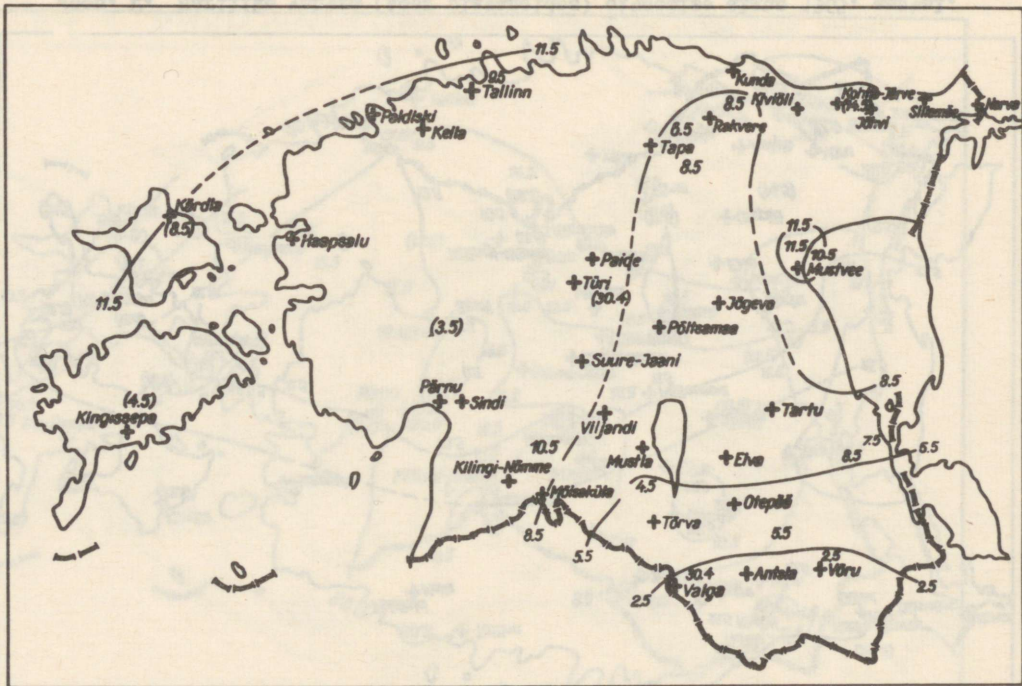 11.5
9.5
Tallinn
Paldiski
Keila
Kunda
8.5
Kiviõli
Kohtla-Järve
(14.5)
Jõhvi
Sillamäe
Narva
Rakvere
6.5
Tapa
8.5
Kärdla
(8.5)
Haapsalu
11.5
11.5
11.5
10.5
Mustvee
Paide
Türi
(30.4)
Jõgeva
Põltsamaa
(3.5)
Suure-Jaani
(4.5)
Kingissepa
Pärnu
Sindi
8.5
Tartu
Viljandi
7.5
5.5
10.5
Mustla
Elva
8.5
Kilingi-Nõmme
4.5
Mõisaküla
Otepää
8.5
5.5
Tõrva
5.5
2.5
30.4
Valga
Antsla
2.5
Võru
2.5